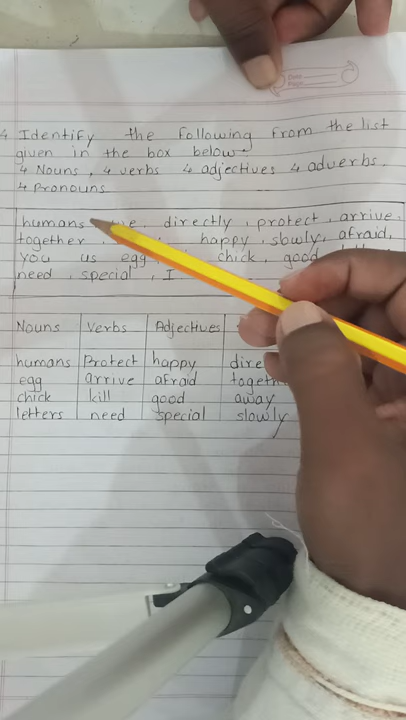 Date
Page
4 Identify the following from the list
given in the box below.
4 Nouns, 4 verbs 4 adjectives 4 adverbs.
4 Pronouns
humans directly, protect, arrive.
together, happy, slowly, afraid,
you us egg chick, good
need, special, I
Nouns Verbs Adjectives
humans Protect happy
egg arrive afraid
chick kill good away
letters need special slowly